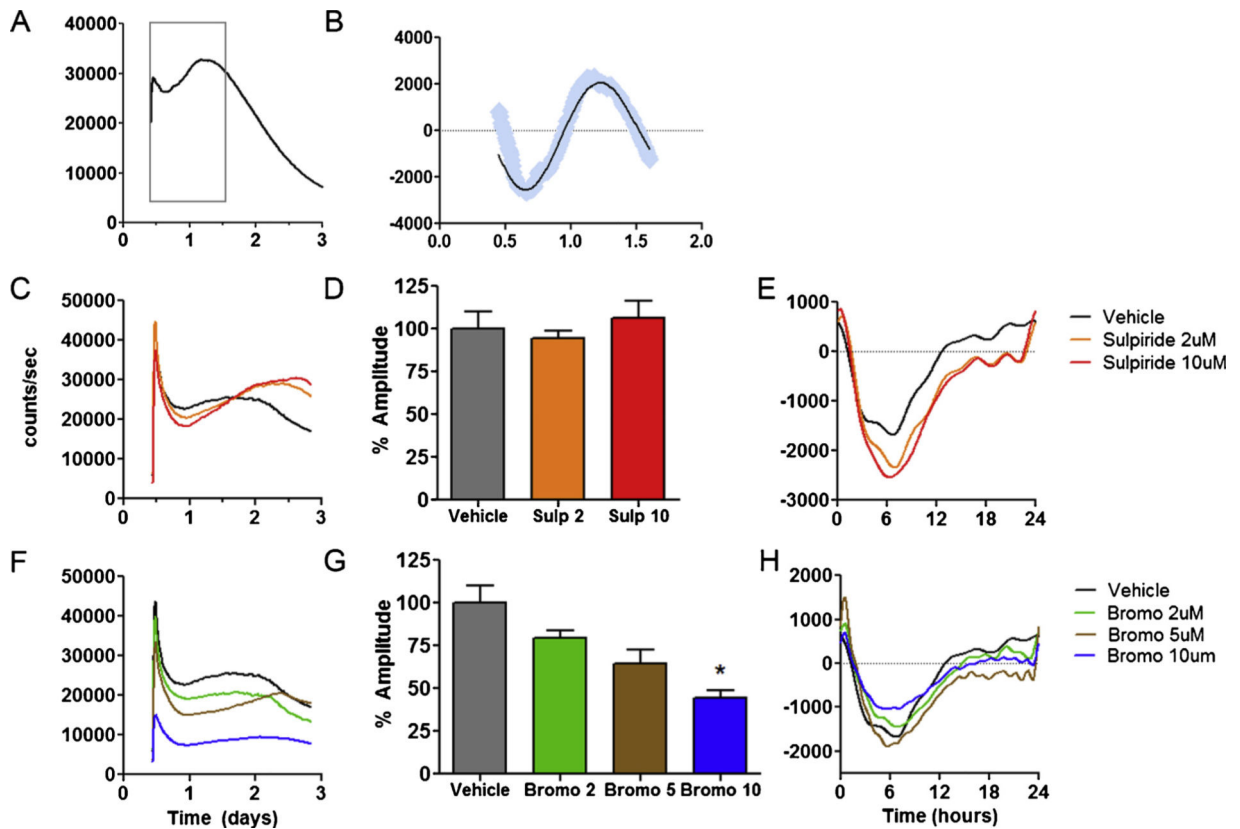 A
40000
30000
20000
10000
0
0 1 2 3
B
4000
2000
0
-2000
-4000
0.0 0.5 1.0 1.5 2.0
C
counts/sec
50000
40000
30000
20000
10000
0
0 1 2 3
D
% Amplitude
125
100
75
50
25
0
Vehicle Sulp 2 Sulp 10
E
1000
0
-1000
-2000
-3000
0 6 12 18 24
Vehicle
Sulpiride 2uM
Sulpiride 10uM
F
50000
40000
30000
20000
10000
0
0 1 2 3
Time (days)
G
% Amplitude
125
100
75
50
25
0
*
Vehicle Bromo 2 Bromo 5 Bromo 10
H
2000
1000
0
-1000
-2000
0 6 12 18 24
Time (hours)
Vehicle
Bromo 2uM
Bromo 5uM
Bromo 10um